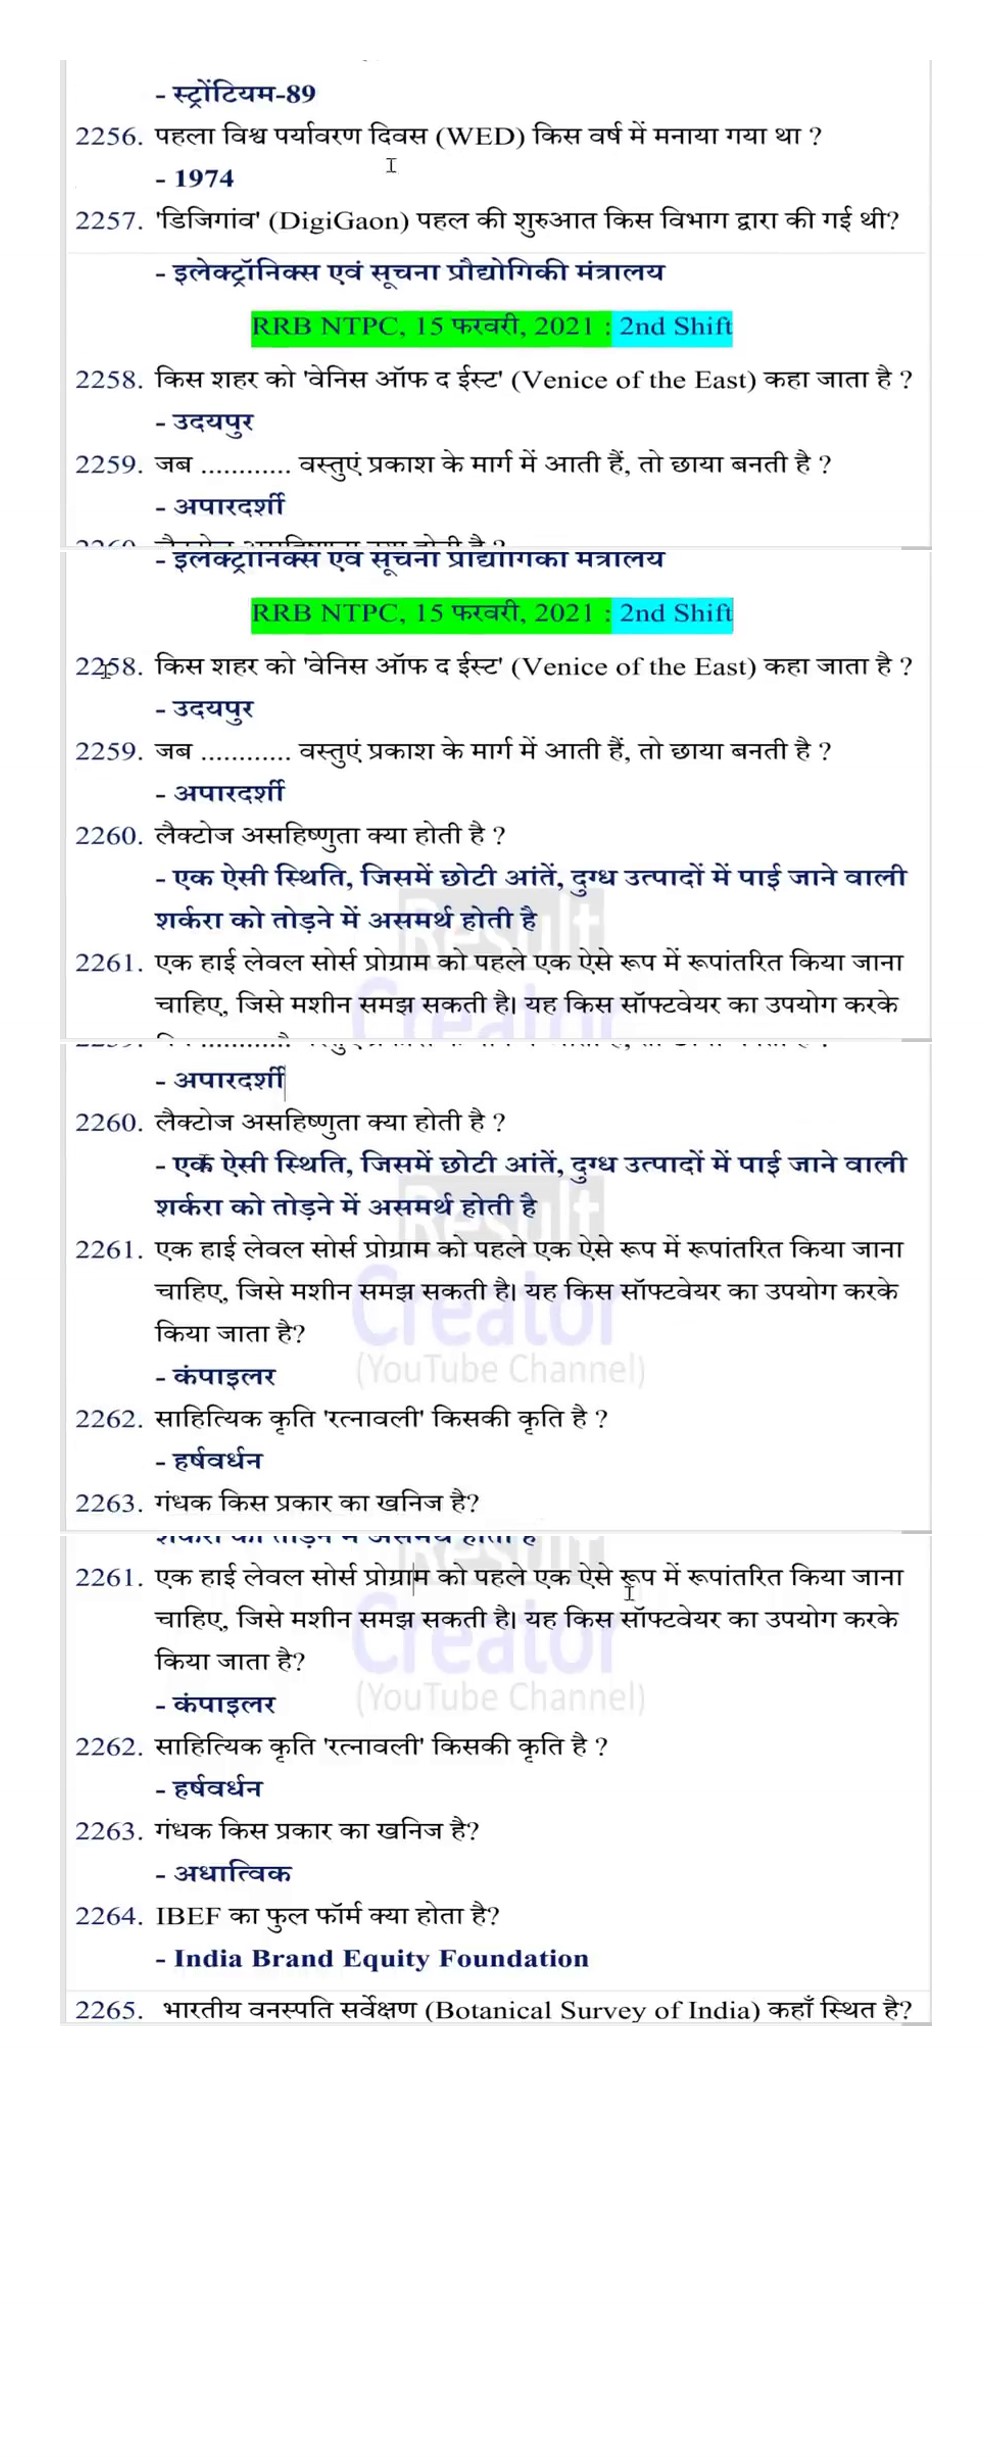 - स्ट्रोंटियम-89
2256. पहला विश्व पर्यावरण दिवस (WED) किस वर्ष में मनाया गया था ?
- 1974
2257. 'डिजिगांव' (DigiGaon) पहल की शुरुआत किस विभाग द्वारा की गई थी?
- इलेक्ट्रॉनिक्स एवं सूचना प्रौद्योगिकी मंत्रालय
RRB NTPC, 15 फरवरी, 2021 : 2nd Shift
2258. किस शहर को 'वेनिस ऑफ द ईस्ट' (Venice of the East) कहा जाता है ?
- उदयपुर
2259. जब ............ वस्तुएं प्रकाश के मार्ग में आती हैं, तो छाया बनती है ?
- अपारदर्शी
2260. लैक्टोज असहिष्णुता क्या होती है ?
- इलेक्ट्रॉनिक्स एवं सूचना प्रौद्योगिकी मंत्रालय
RRB NTPC, 15 फरवरी, 2021 : 2nd Shift
2258. किस शहर को 'वेनिस ऑफ द ईस्ट' (Venice of the East) कहा जाता है ?
- उदयपुर
2259. जब ............ वस्तुएं प्रकाश के मार्ग में आती हैं, तो छाया बनती है ?
- अपारदर्शी
2260. लैक्टोज असहिष्णुता क्या होती है ?
- एक ऐसी स्थिति, जिसमें छोटी आंतें, दुग्ध उत्पादों में पाई जाने वाली
शर्करा को तोड़ने में असमर्थ होती है
Result
2261. एक हाई लेवल सोर्स प्रोग्राम को पहले एक ऐसे रूप में रूपांतरित किया जाना
चाहिए, जिसे मशीन समझ सकती है। यह किस सॉफ्टवेयर का उपयोग करके
Creator
- अपारदर्शी
2260. लैक्टोज असहिष्णुता क्या होती है ?
- एक ऐसी स्थिति, जिसमें छोटी आंतें, दुग्ध उत्पादों में पाई जाने वाली
शर्करा को तोड़ने में असमर्थ होती है
Result
2261. एक हाई लेवल सोर्स प्रोग्राम को पहले एक ऐसे रूप में रूपांतरित किया जाना
चाहिए, जिसे मशीन समझ सकती है। यह किस सॉफ्टवेयर का उपयोग करके
Creator
किया जाता है?
- कंपाइलर
(YouTube Channel)
2262. साहित्यिक कृति 'रत्नावली' किसकी कृति है ?
- हर्षवर्धन
2263. गंधक किस प्रकार का खनिज है?
शर्करा को तोड़ने में असमर्थ होती है
Result
2261. एक हाई लेवल सोर्स प्रोग्राम को पहले एक ऐसे रूप में रूपांतरित किया जाना
चाहिए, जिसे मशीन समझ सकती है। यह किस सॉफ्टवेयर का उपयोग करके
Creator
किया जाता है?
- कंपाइलर
(YouTube Channel)
2262. साहित्यिक कृति 'रत्नावली' किसकी कृति है ?
- हर्षवर्धन
2263. गंधक किस प्रकार का खनिज है?
- अधात्विक
2264. IBEF का फुल फॉर्म क्या होता है?
- India Brand Equity Foundation
2265. भारतीय वनस्पति सर्वेक्षण (Botanical Survey of India) कहाँ स्थित है?